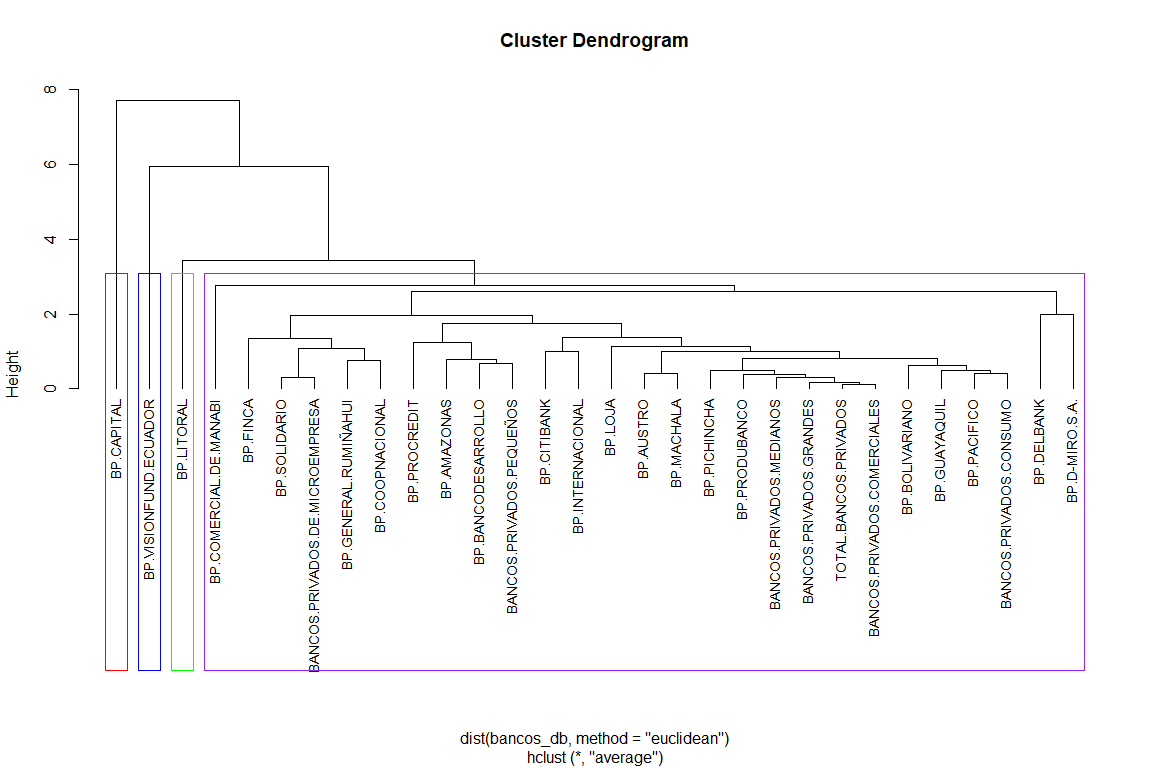 Cluster Dendrogram
Height
8
6
4
2
0
BP.CAPITAL
BP.VISIONFUND.ECUADOR
BP.LITORAL
BP.COMERCIAL.DE.MANABI
BP.FINCA
BP.SOLIDARIO
BANCOS.PRIVADOS.DE.MICROEMPRESA
BP.GENERAL.RUMIÑAHUI
BP.COOPNACIONAL
BP.PROCREDIT
BP.AMAZONAS
BP.BANCODESARROLLO
BANCOS.PRIVADOS.PEQUEÑOS
BP.CITIBANK
BP.INTERNACIONAL
BP.LOJA
BP.AUSTRO
BP.MACHALA
BP.PICHINCHA
BP.PRODUBANCO
BANCOS.PRIVADOS.MEDIANOS
BANCOS.PRIVADOS.GRANDES
TOTAL.BANCOS.PRIVADOS
BANCOS.PRIVADOS.COMERCIALES
BP.BOLIVARIANO
BP.GUAYAQUIL
BP.PACIFICO
BANCOS.PRIVADOS.CONSUMO
BP.DELBANK
BP.D-MIRO.S.A.
dist(bancos_db, method = "euclidean")
hclust (*, "average")